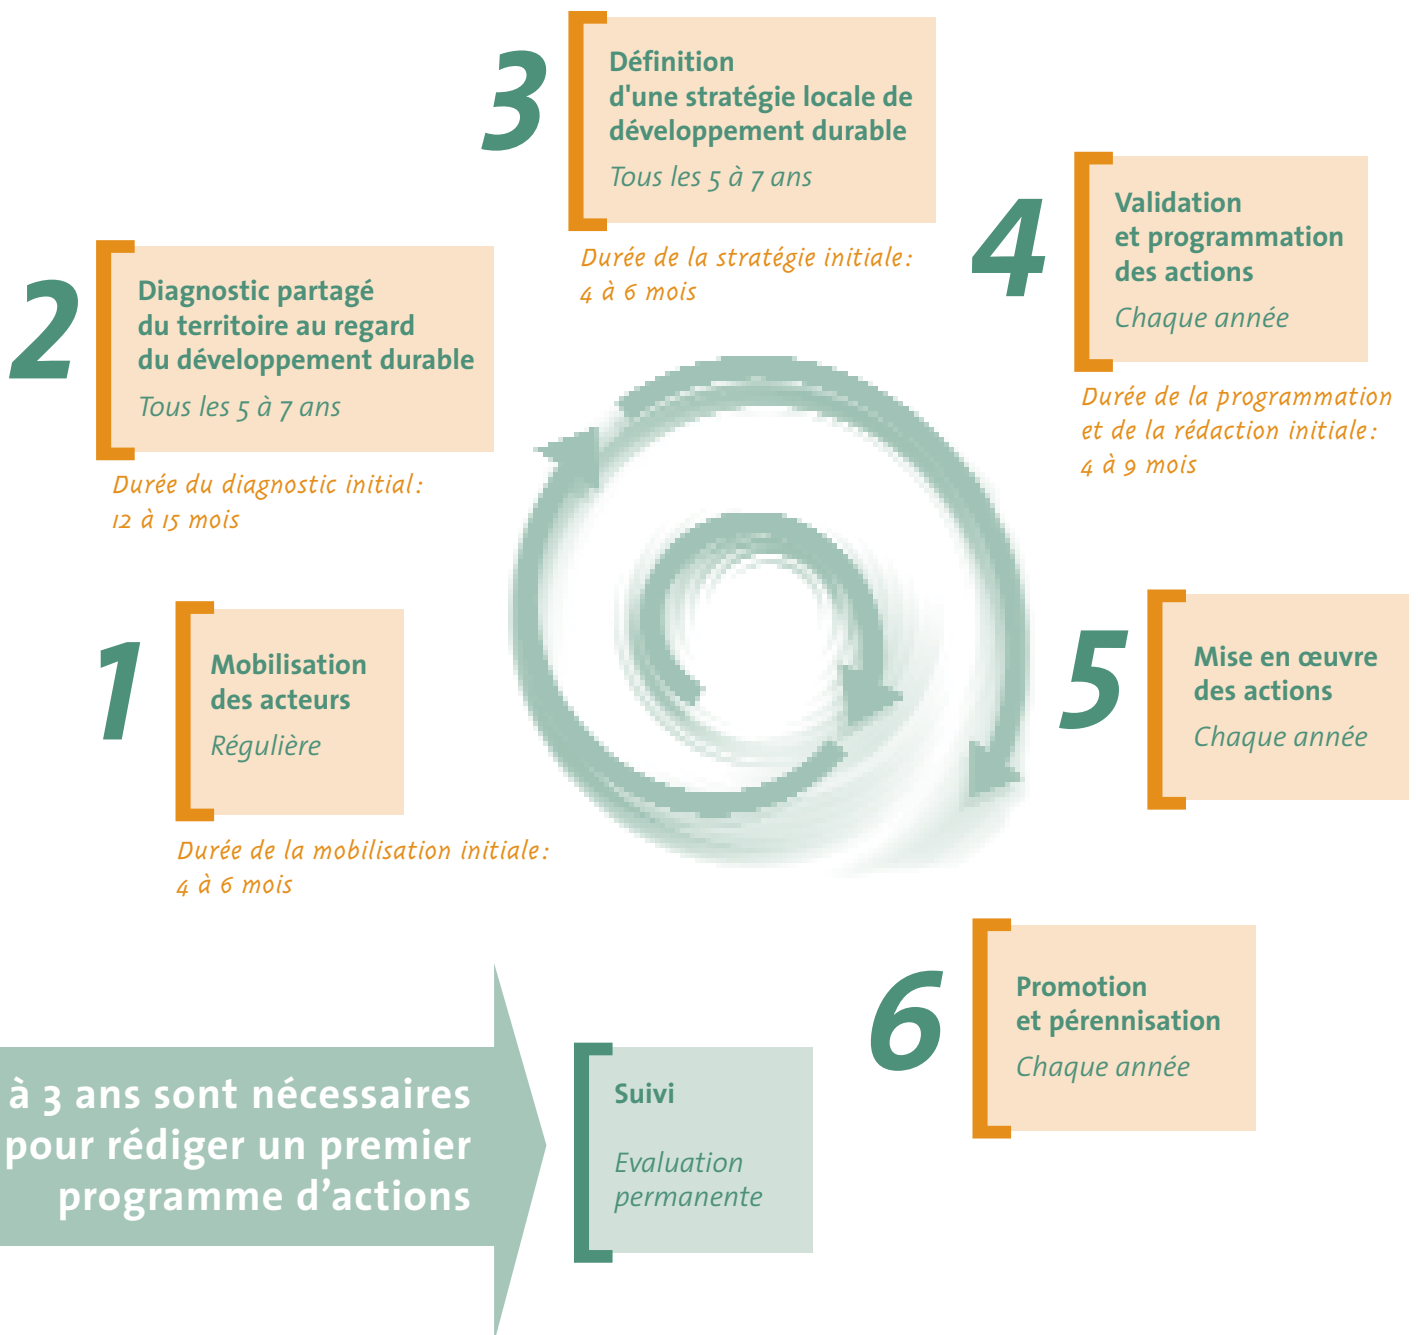 1
Mobilisation
des acteurs
Régulière
Durée de la mobilisation initiale :
4 à 6 mois
2
Diagnostic partagé
du territoire au regard
du développement durable
Tous les 5 à 7 ans
Durée du diagnostic initial :
12 à 15 mois
3
Définition
d'une stratégie locale de
développement durable
Tous les 5 à 7 ans
Durée de la stratégie initiale :
4 à 6 mois
4
Validation
et programmation
des actions
Chaque année
Durée de la programmation
et de la rédaction initiale :
4 à 9 mois
5
Mise en œuvre
des actions
Chaque année
6
Promotion
et pérennisation
Chaque année
Suivi
Evaluation
permanente
à 3 ans sont nécessaires
pour rédiger un premier
programme d’actions